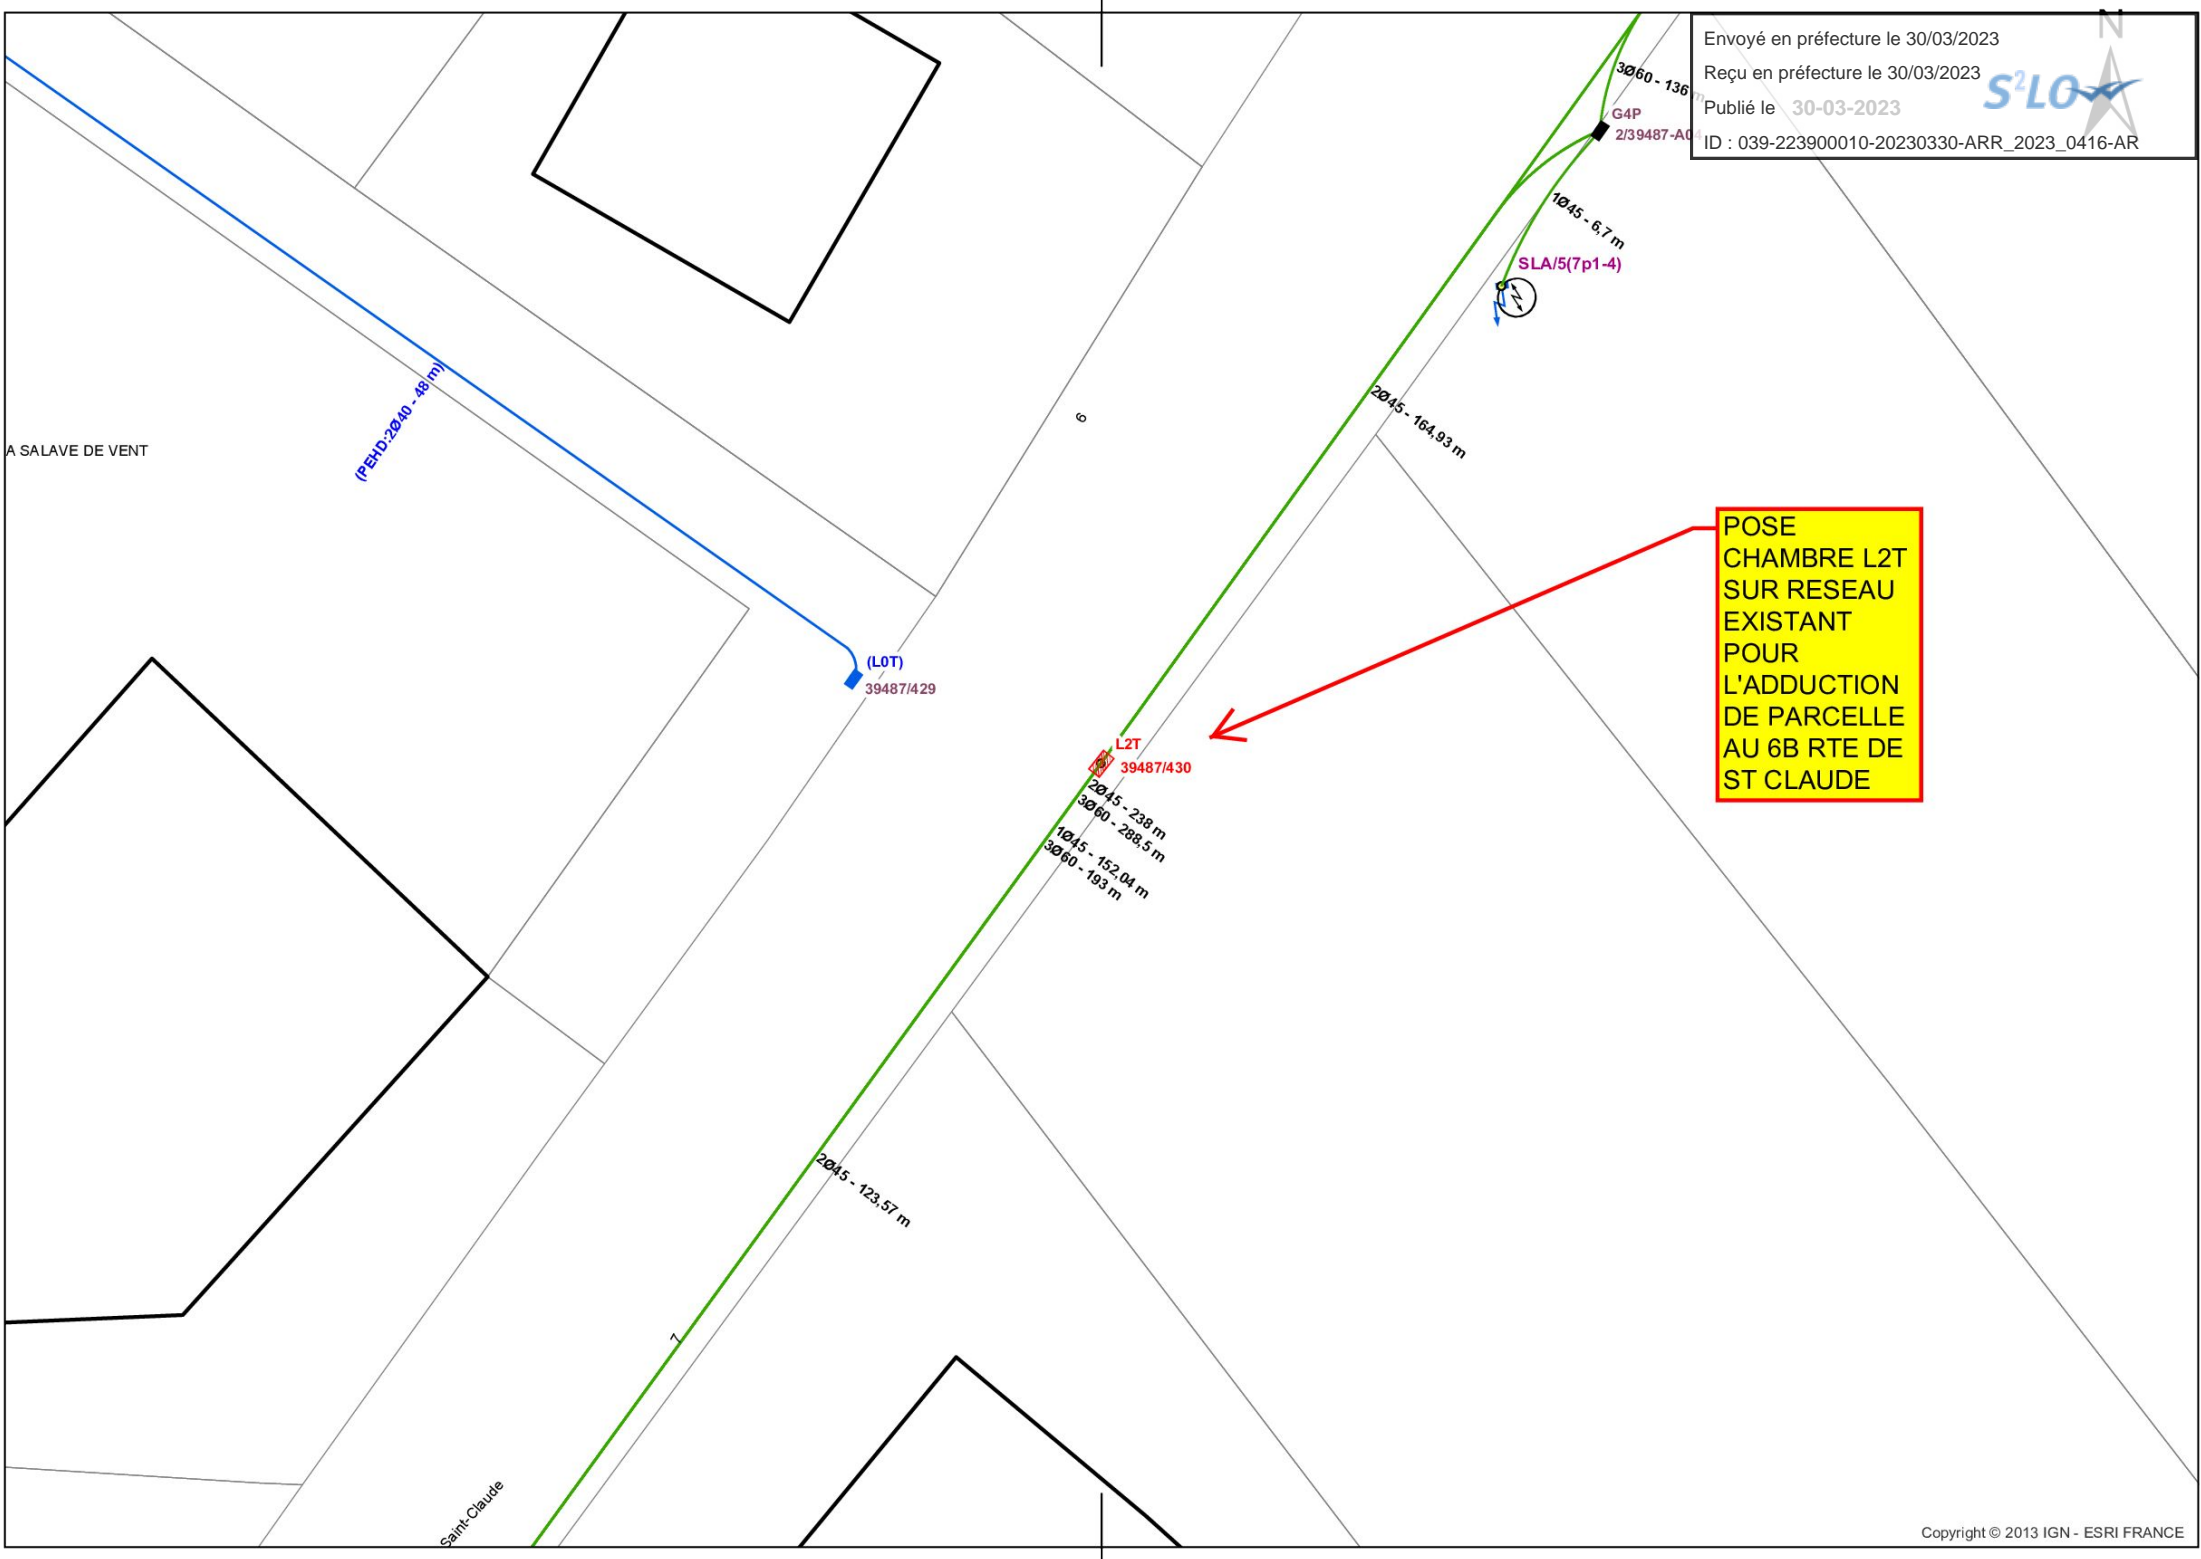 N
Envoyé en préfecture le 30/03/2023
Reçu en préfecture le 30/03/2023
S²LO
Publié le 30-03-2023
ID : 039-223900010-20230330-ARR_2023_0416-AR
3Ø60 - 136 m
G4P
2/39487-A04
1Ø45 - 6,7 m
SLA/5(7p1-4)
2Ø45 - 164,93 m
6
(PEHD:2Ø40 - 48 m)
A SALAVE DE VENT
POSE
CHAMBRE L2T
SUR RESEAU
EXISTANT
POUR
L'ADDUCTION
DE PARCELLE
AU 6B RTE DE
ST CLAUDE
(L0T)
39487/429
L2T
39487/430
2Ø45 - 238 m
3Ø60 - 288,5 m
1Ø45 - 152,04 m
3Ø60 - 193 m
2Ø45 - 123,57 m
7
Saint-Claude
Copyright © 2013 IGN - ESRI FRANCE